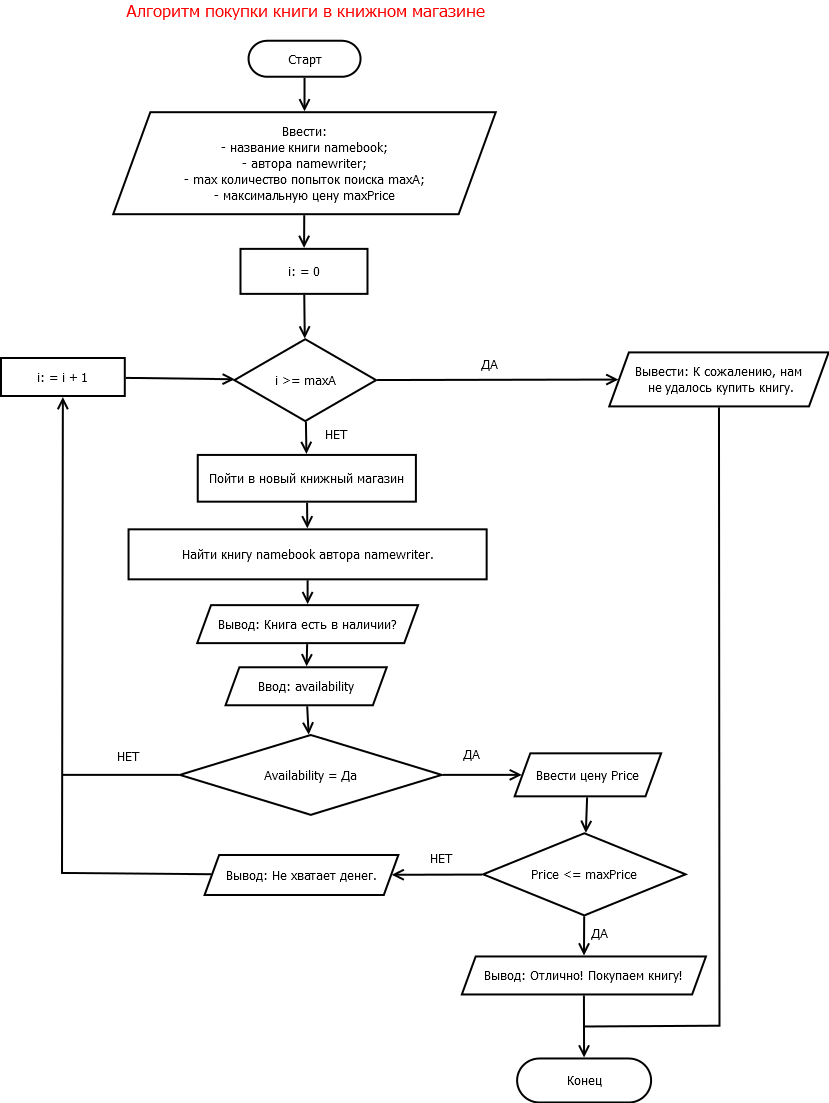 Алгоритм покупки книги в книжном магазине
Старт
Ввести:
- название книги namebook;
- автора namewriter;
- max количество попыток поиска maxA;
- максимальную цену maxPrice
i: = 0
i: = i + 1
i >= maxA
ДА
Вывести: К сожалению, нам
не удалось купить книгу.
НЕТ
Пойти в новый книжный магазин
Найти книгу namebook автора namewriter.
Вывод: Книга есть в наличии?
Ввод: availability
НЕТ
Availability = Да
ДА
Ввести цену Price
Вывод: Не хватает денег.
НЕТ
Price <= maxPrice
ДА
Вывод: Отлично! Покупаем книгу!
Конец